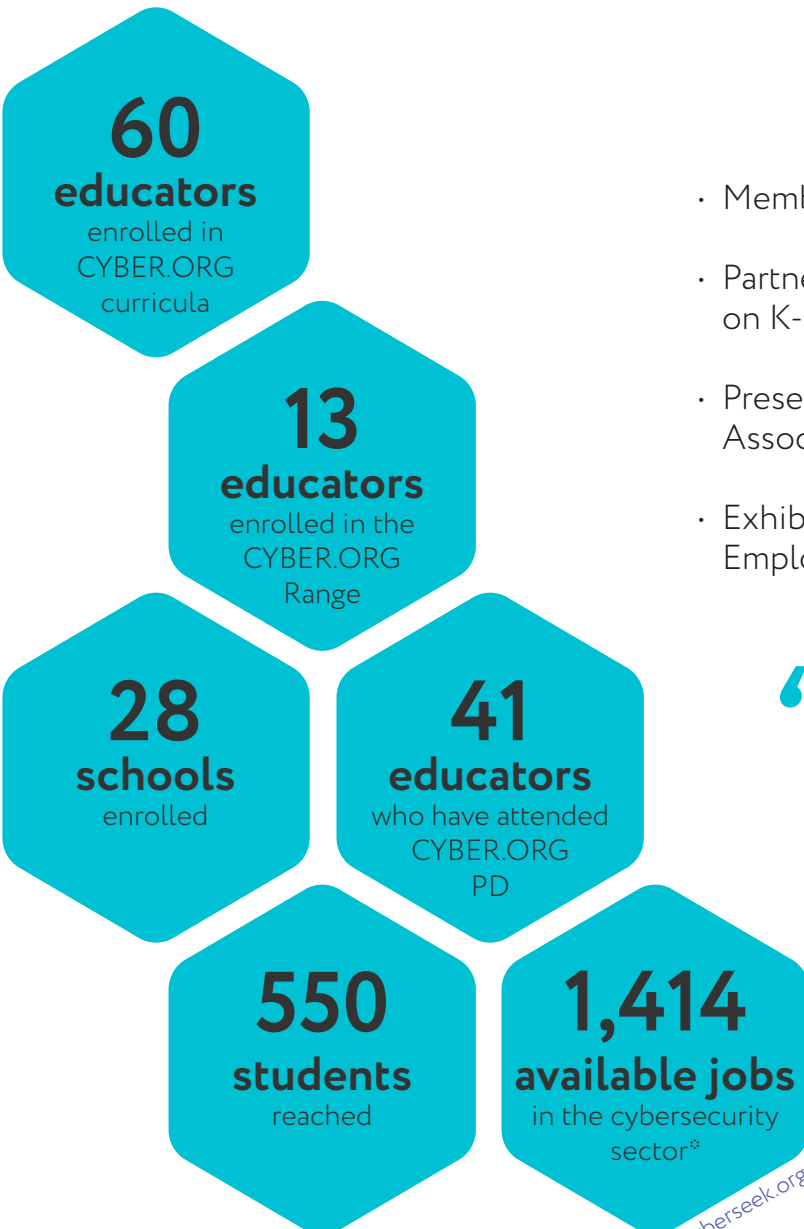 60
educators
enrolled in
CYBER.ORG
curricula
13
educators
enrolled in the
CYBER.ORG
Range
28
schools
enrolled
41
educators
who have attended
CYBER.ORG
PD
550
students
reached
1,414
available jobs
in the cybersecurity
sector*
·
· 
on K-
·
·